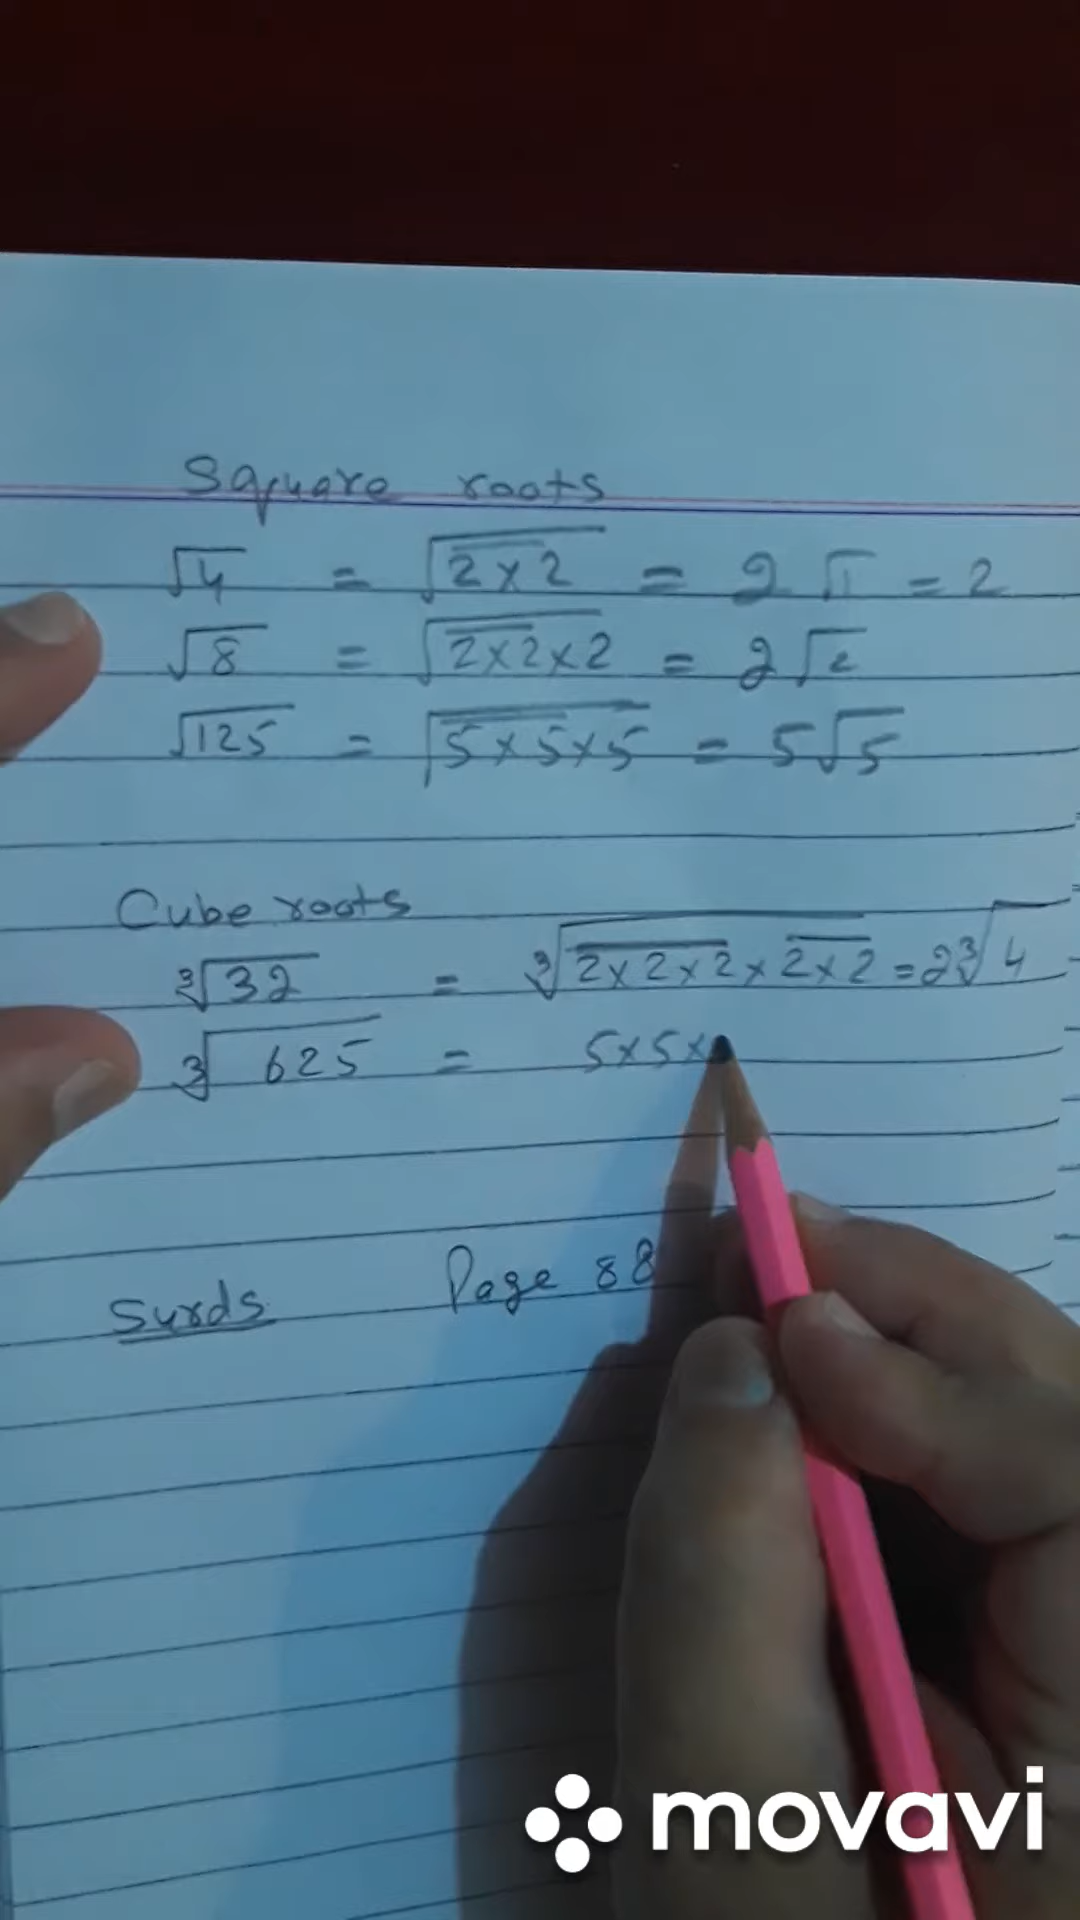 Square roots
√4 = √2×2 = 2√1 = 2
√8 = √2×2×2 = 2√2
√125 = √5×5×5 = 5√5
Cube roots
∛32 = ∛2×2×2×2×2 = 2∛4
∛625 = 5×5×
Surds Page 88
movavi